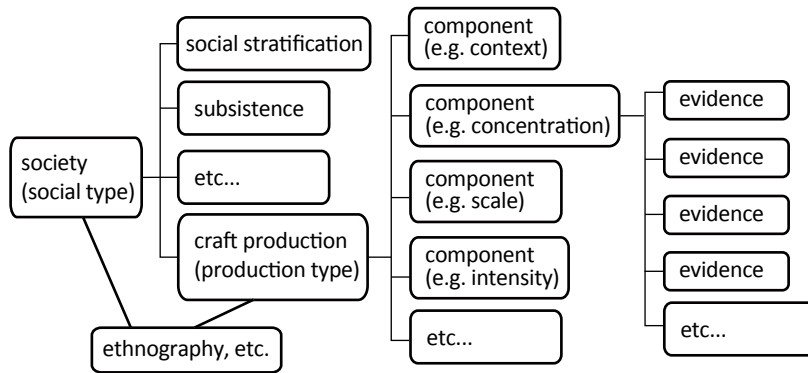 society
(social type)
social stratification
subsistence
etc...
craft production
(production type)
ethnography, etc.
component
(e.g. context)
component
(e.g. concentration)
component
(e.g. scale)
component
(e.g. intensity)
etc...
evidence
evidence
evidence
evidence
etc...